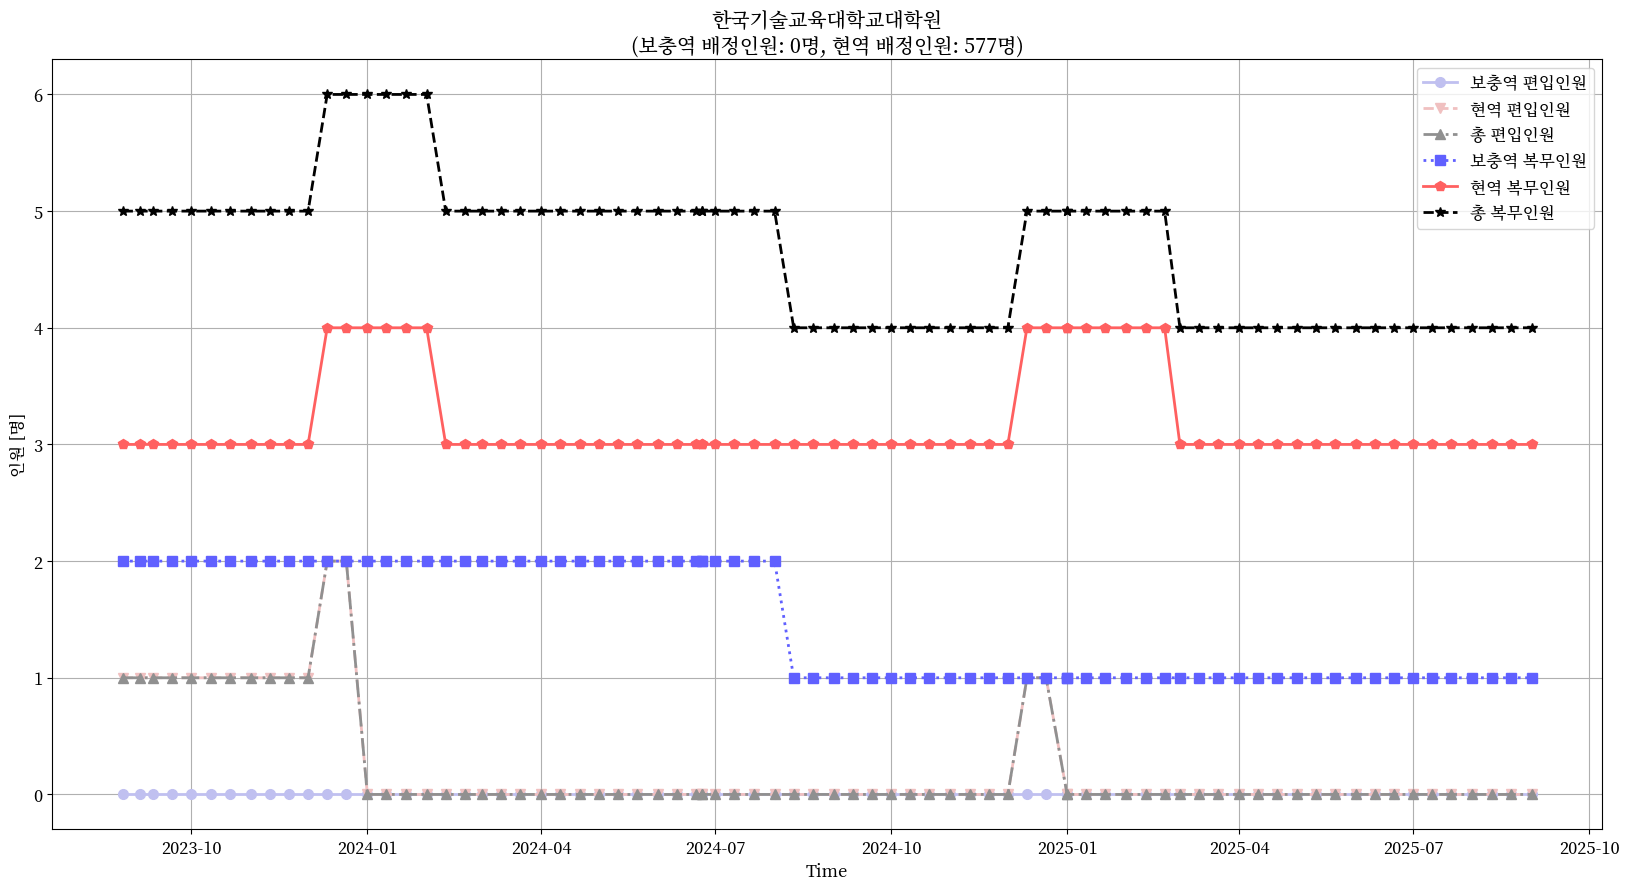 한국기술교육대학교대학원
(보충역 배정인원: 0명, 현역 배정인원: 577명)
보충역 편입인원
현역 편입인원
총 편입인원
보충역 복무인원
현역 복무인원
총 복무인원
인원 [명]
6
5
4
3
2
1
0
2023-10
2024-01
2024-04
2024-07
2024-10
2025-01
2025-04
2025-07
2025-10
Time